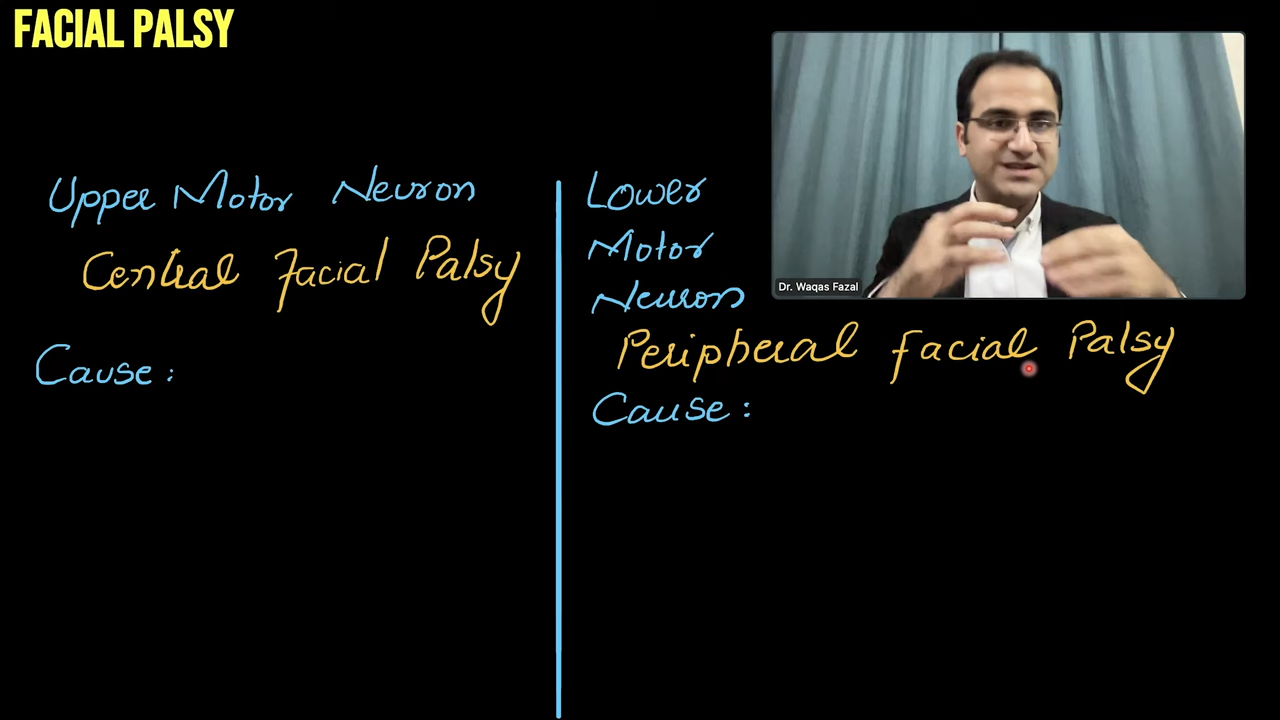 FACIAL PALSY
Upper Motor Neuron
Central Facial Palsy
Cause:
Lower
Motor
Neuron
Peripheral Facial Palsy
Cause:
Dr. Waqas Fazal